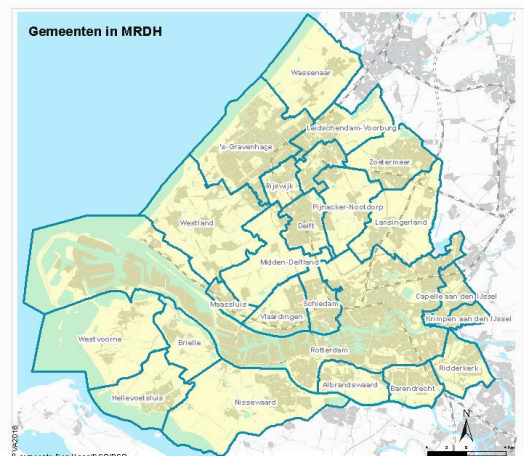 Gemeenten in MRDH
Wassenaar
Leidschendam-Voorburg
's-Gravenhage
Zoetermeer
Rijswijk
Pijnacker-Nootdorp
Westland
Delft
Lansingerland
Midden-Delfland
Maassluis
Schiedam
Vlaardingen
Capelle aan den IJssel
Krimpen aan den IJssel
Westvoorne
Brielle
Rotterdam
Ridderkerk
Albrandswaard
Barendrecht
Hellevoetsluis
Nissewaard
N